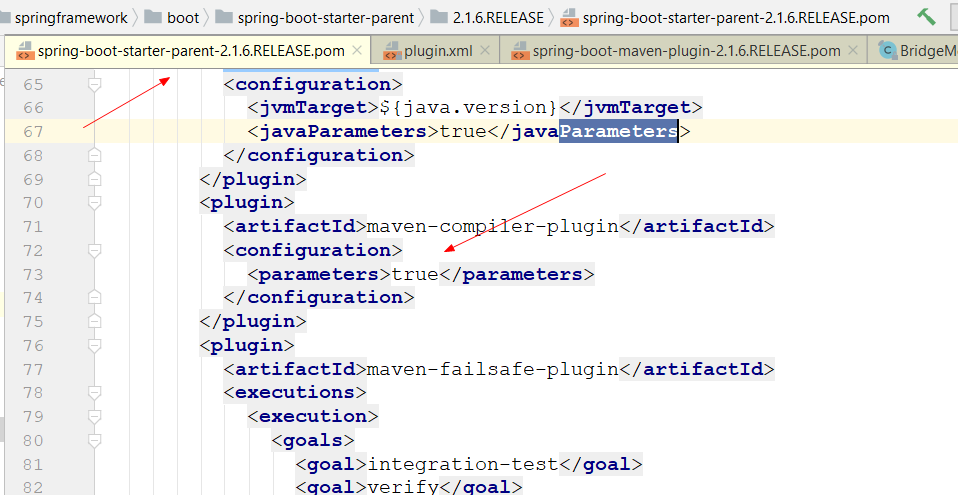 springframework boot spring-boot-starter-parent 2.1.6.RELEASE spring-boot-starter-parent-2.1.6.RELEASE.pom
spring-boot-starter-parent-2.1.6.RELEASE.pom plugin.xml spring-boot-maven-plugin-2.1.6.RELEASE.pom BridgeM
65 <configuration>
66 <jvmTarget>${java.version}</jvmTarget>
67 <javaParameters>true</javaParameters>
68 </configuration>
69 </plugin>
70 <plugin>
71 <artifactId>maven-compiler-plugin</artifactId>
72 <configuration>
73 <parameters>true</parameters>
74 </configuration>
75 </plugin>
76 <plugin>
77 <artifactId>maven-failsafe-plugin</artifactId>
78 <executions>
79 <execution>
80 <goals>
81 <goal>integration-test</goal>
82 <goal>verify</goal>